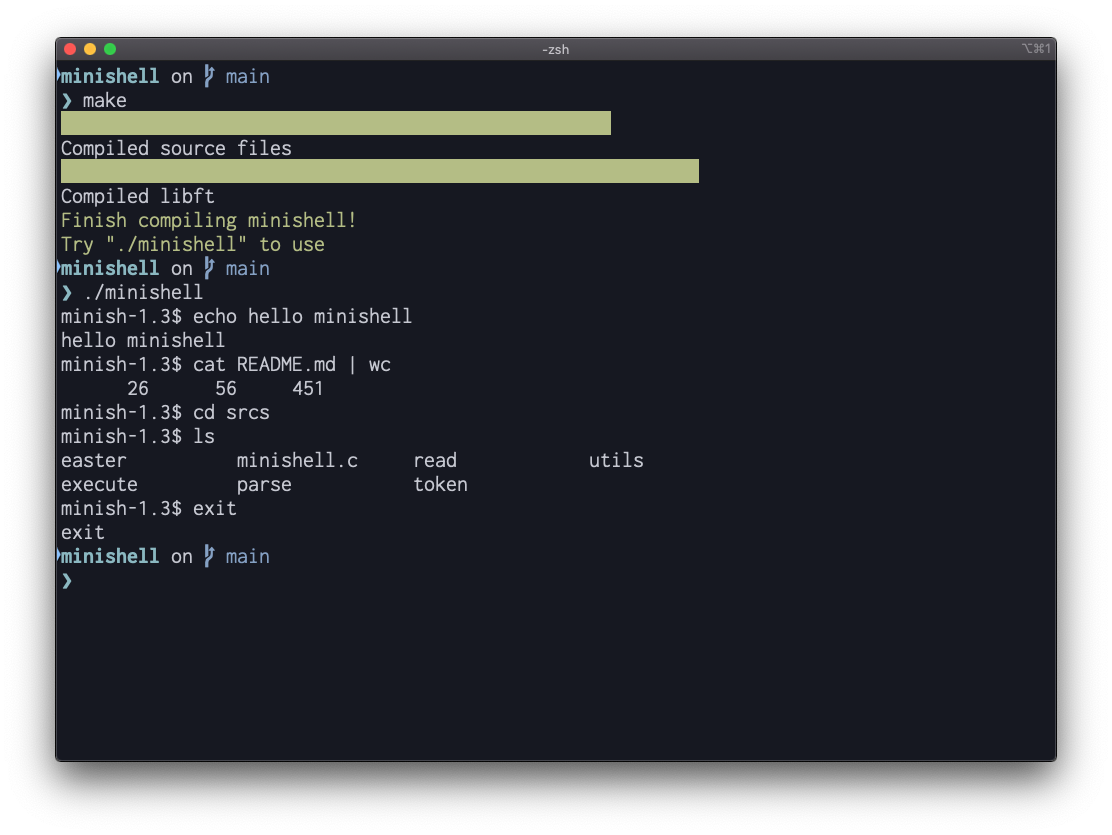 -zsh
⌥⌘1
minishell on main
❯ make
Compiled source files
Compiled libft
Finish compiling minishell!
Try "./minishell" to use
minishell on main
❯ ./minishell
minish-1.3$ echo hello minishell
hello minishell
minish-1.3$ cat README.md | wc
      26      56     451
minish-1.3$ cd srcs
minish-1.3$ ls
easter          minishell.c     read            utils
execute         parse           token
minish-1.3$ exit
exit
minishell on main
❯